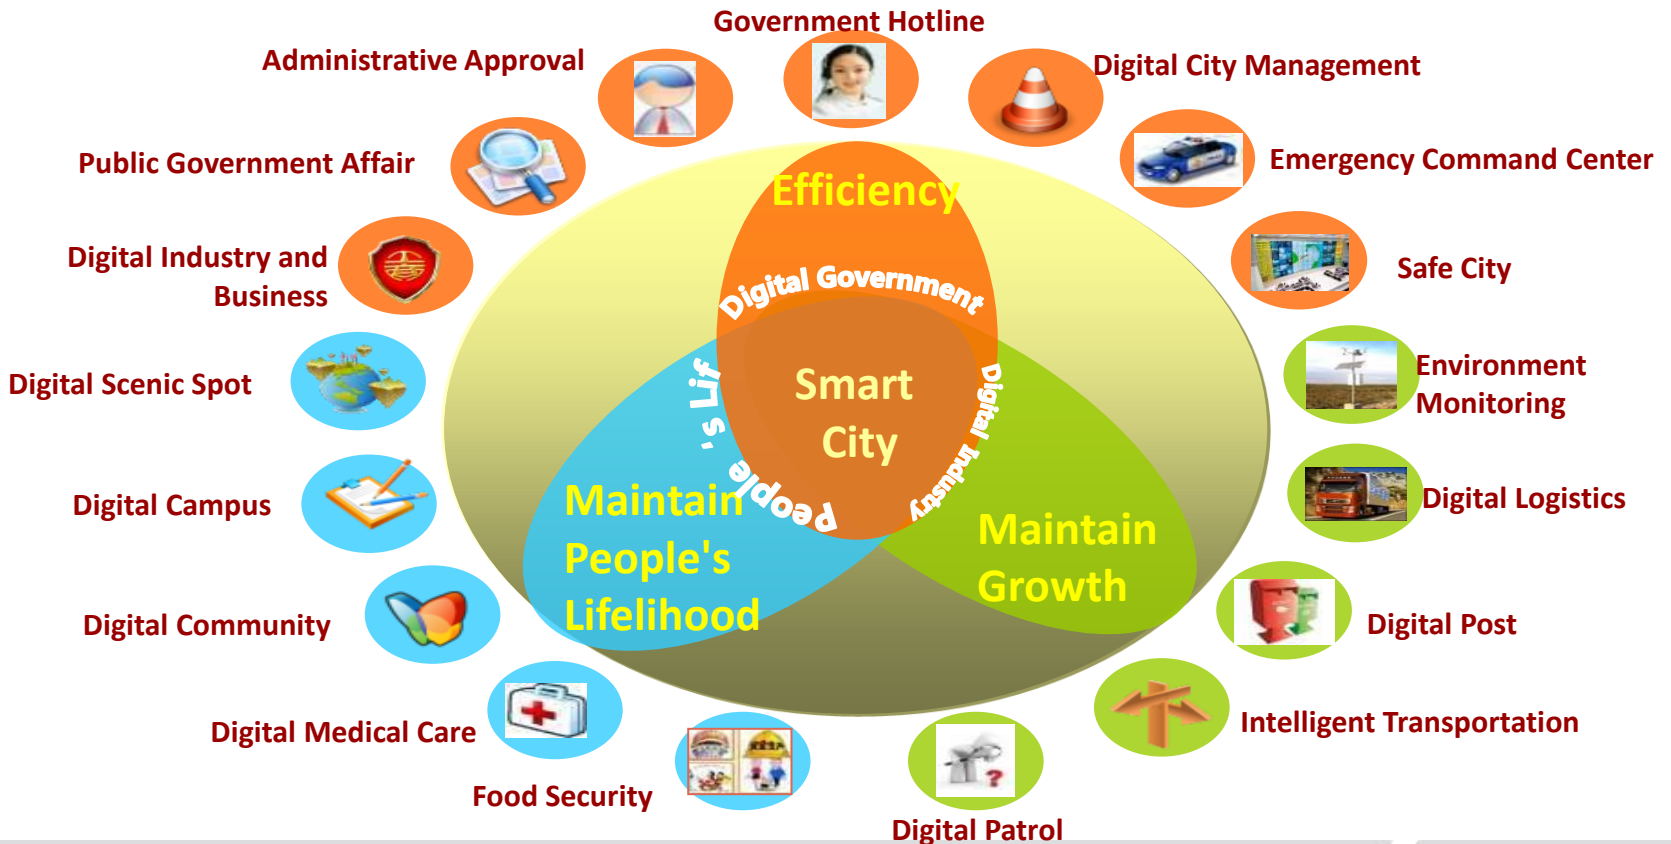 Government Hotline
Administrative Approval
Digital City Management
Public Government Affair
Emergency Command Center
Efficiency
Digital Industry and
Business
Safe City
Digital Government
Digital Scenic Spot
Environment
Monitoring
People 's Lif
Smart
City
Digital Industry
Digital Campus
Digital Logistics
Maintain
People's
Lifelihood
Maintain
Growth
Digital Community
Digital Post
Digital Medical Care
Intelligent Transportation
Food Security
?
Digital Patrol